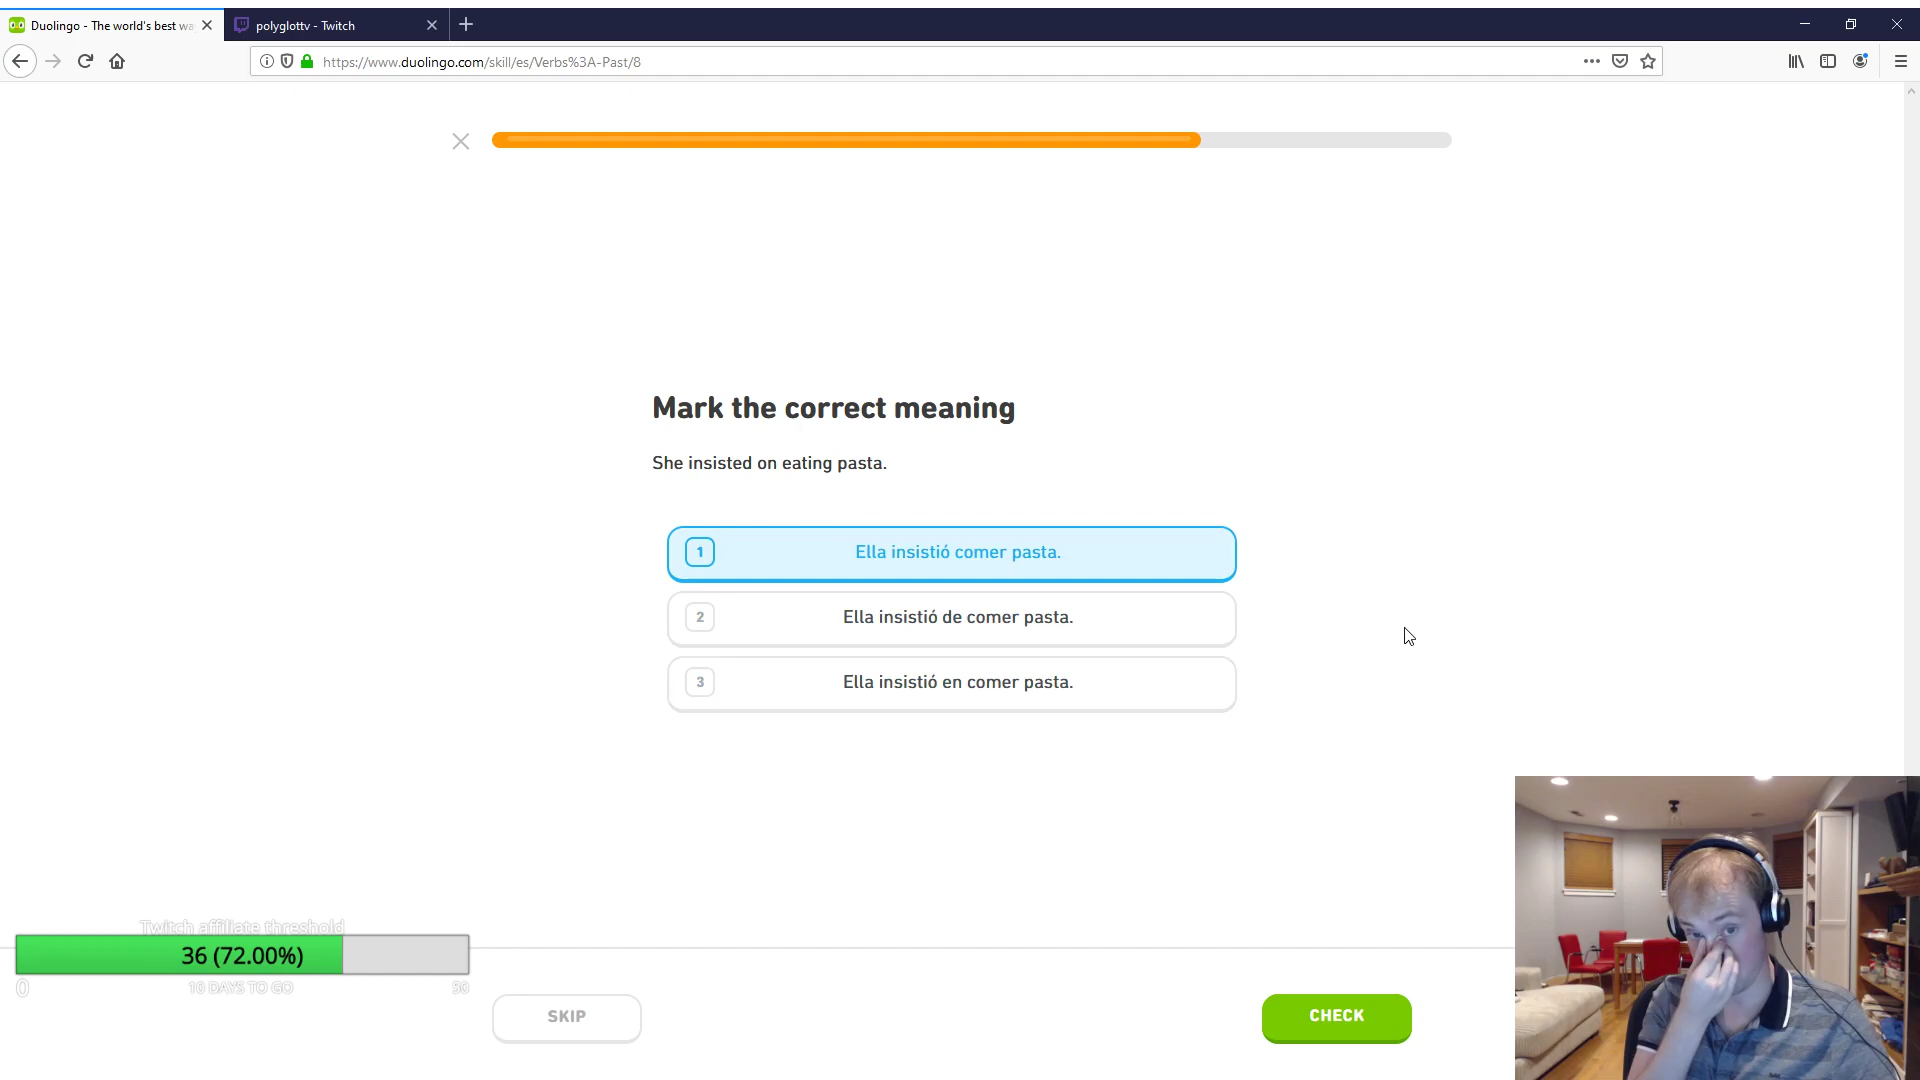 Duolingo - The world's best wa
polyglottv - Twitch
https://www.duolingo.com/skill/es/Verbs%3A-Past/8
Mark the correct meaning
She insisted on eating pasta.
1 Ella insistió comer pasta.
2 Ella insistió de comer pasta.
3 Ella insistió en comer pasta.
Twitch affiliate threshold
36 (72.00%)
0 10 DAYS TO GO 50
SKIP CHECK